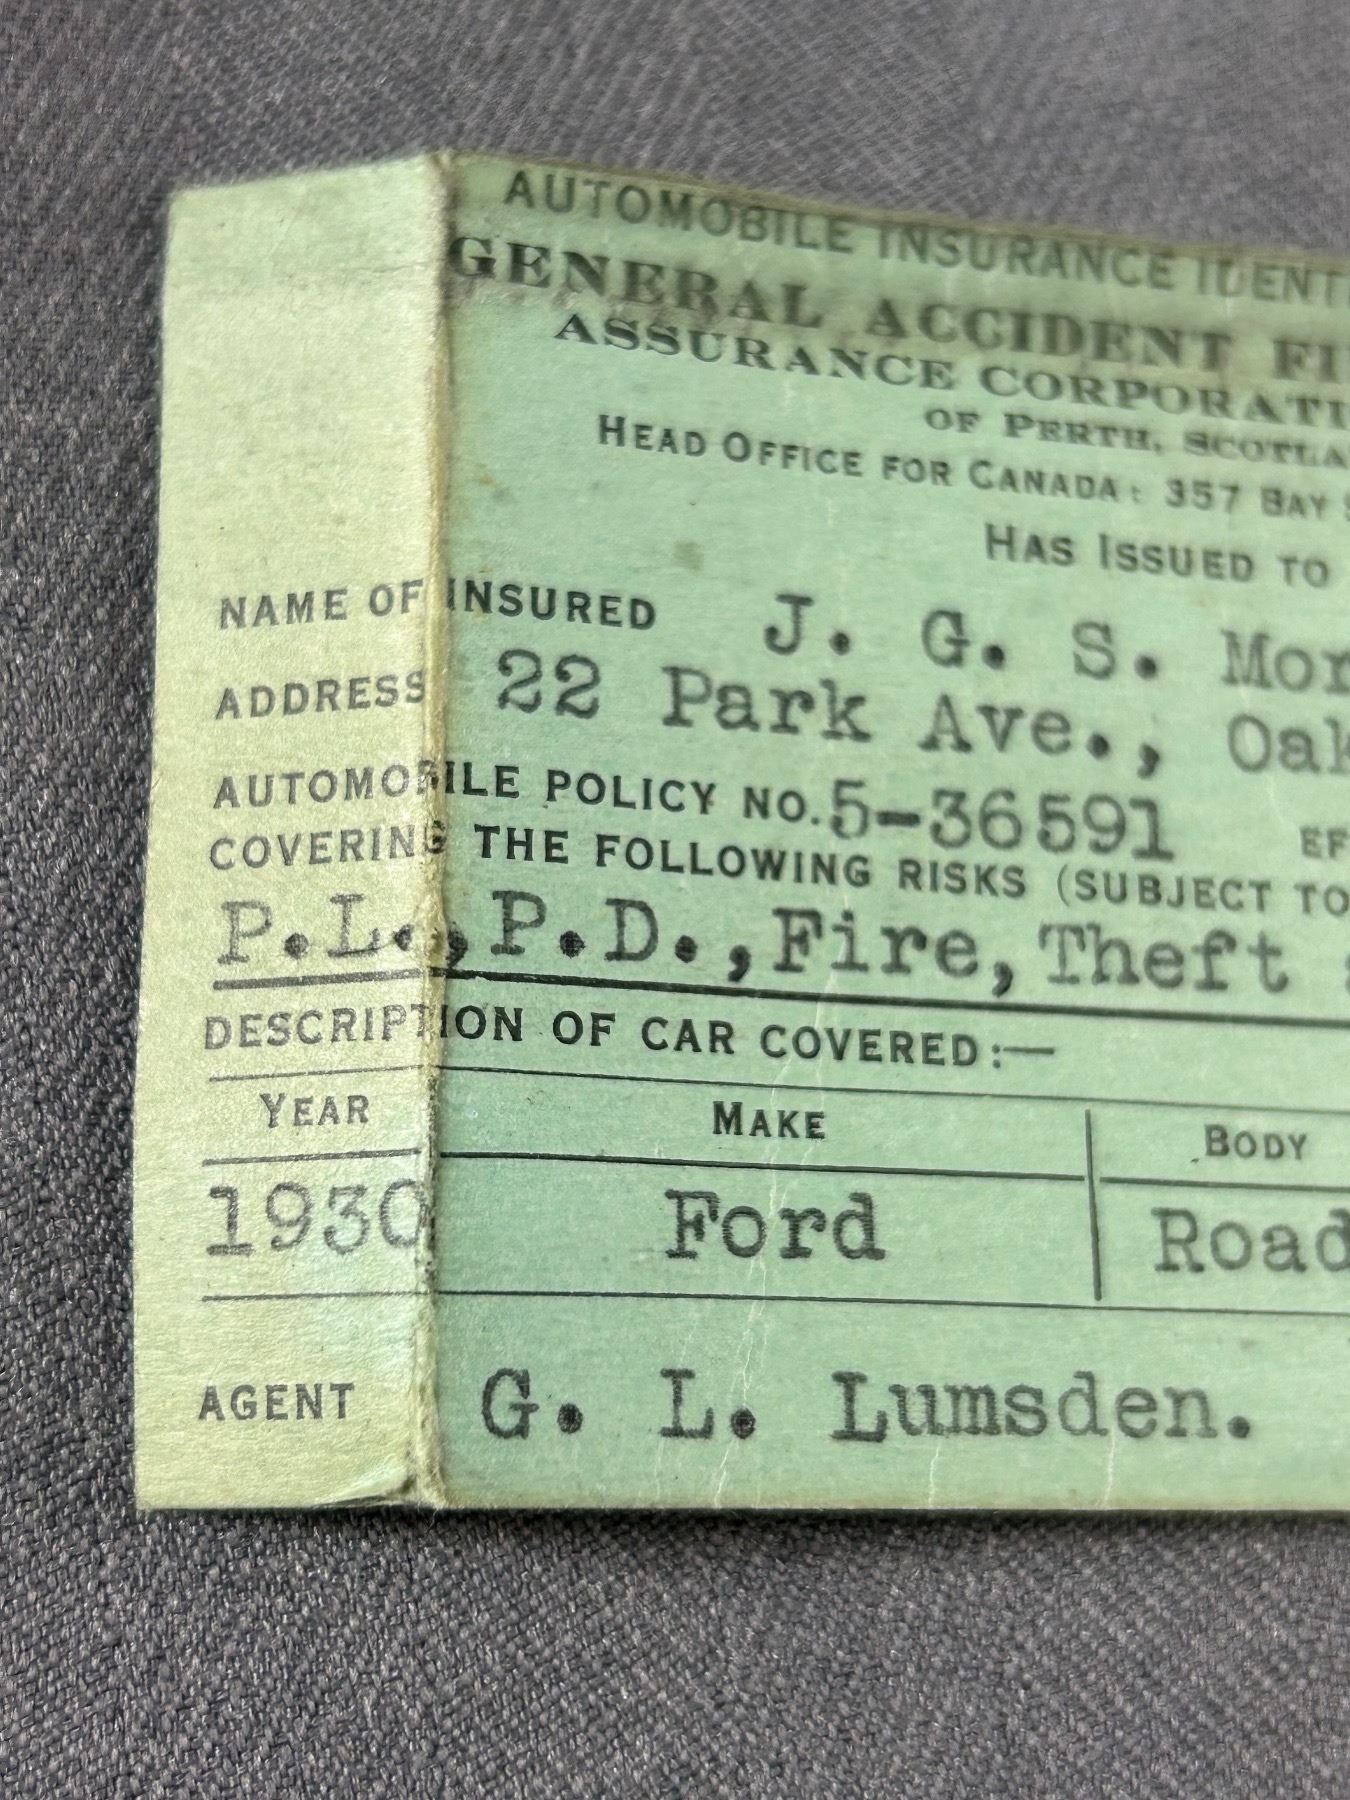 AUTOMOBILE INSURANCE IDENT
GENERAL ACCIDENT FI
ASSURANCE CORPORATI
OF PERTH, SCOTLA
HEAD OFFICE FOR CANADA: 357 BAY S
HAS ISSUED TO
NAME OF INSURED J. G. S. Mor
ADDRESS 22 Park Ave., Oak
AUTOMOBILE POLICY NO. 5-36591 EF
COVERING THE FOLLOWING RISKS (SUBJECT TO
P.L.,P.D.,Fire,Theft
DESCRIPTION OF CAR COVERED:—
YEAR MAKE BODY
1930 Ford Road
AGENT G. L. Lumsden.